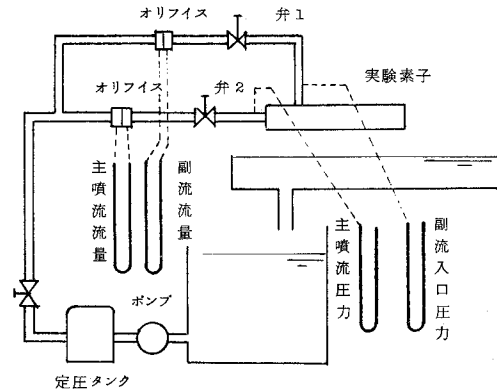 オリフイス
弁1
オリフイス
弁2
実験素子
主噴流流量
副流流量
主噴流圧力
副流入口圧力
ポンプ
定圧タンク